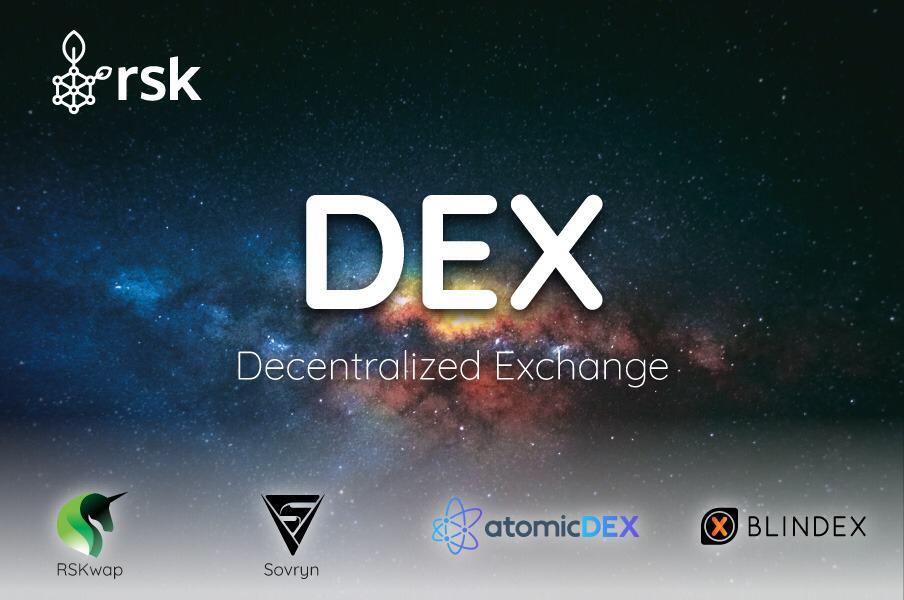 rsk
DEX
Decentralized Exchange
RSKwap
Sovryn
atomicDEX
BLINDEX